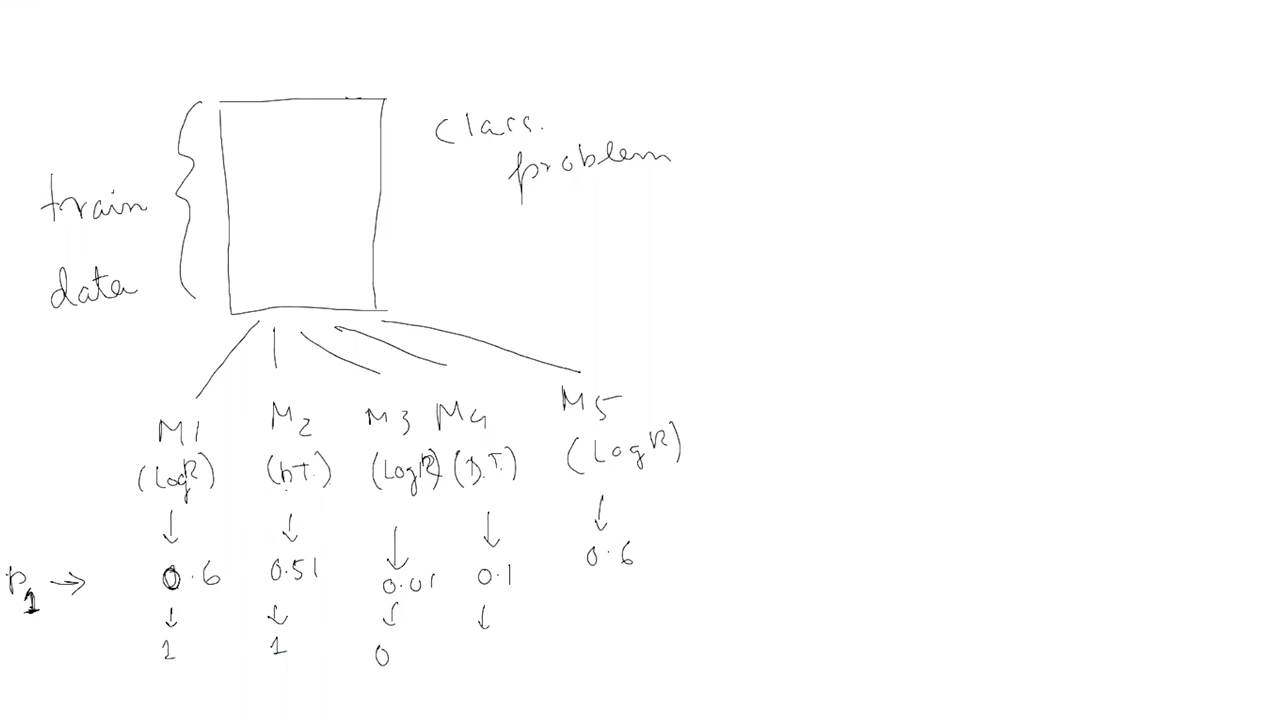 class.
problem
train
data
M1 M2 M3 M4 M5
(LogR) (D.T.) (LogR) (D.T.) (LogR)
↓ ↓ ↓ ↓ ↓
P1 → 0.6 0.51 0.01 0.1 0.6
↓ ↓ ↓ ↓
1 1 0